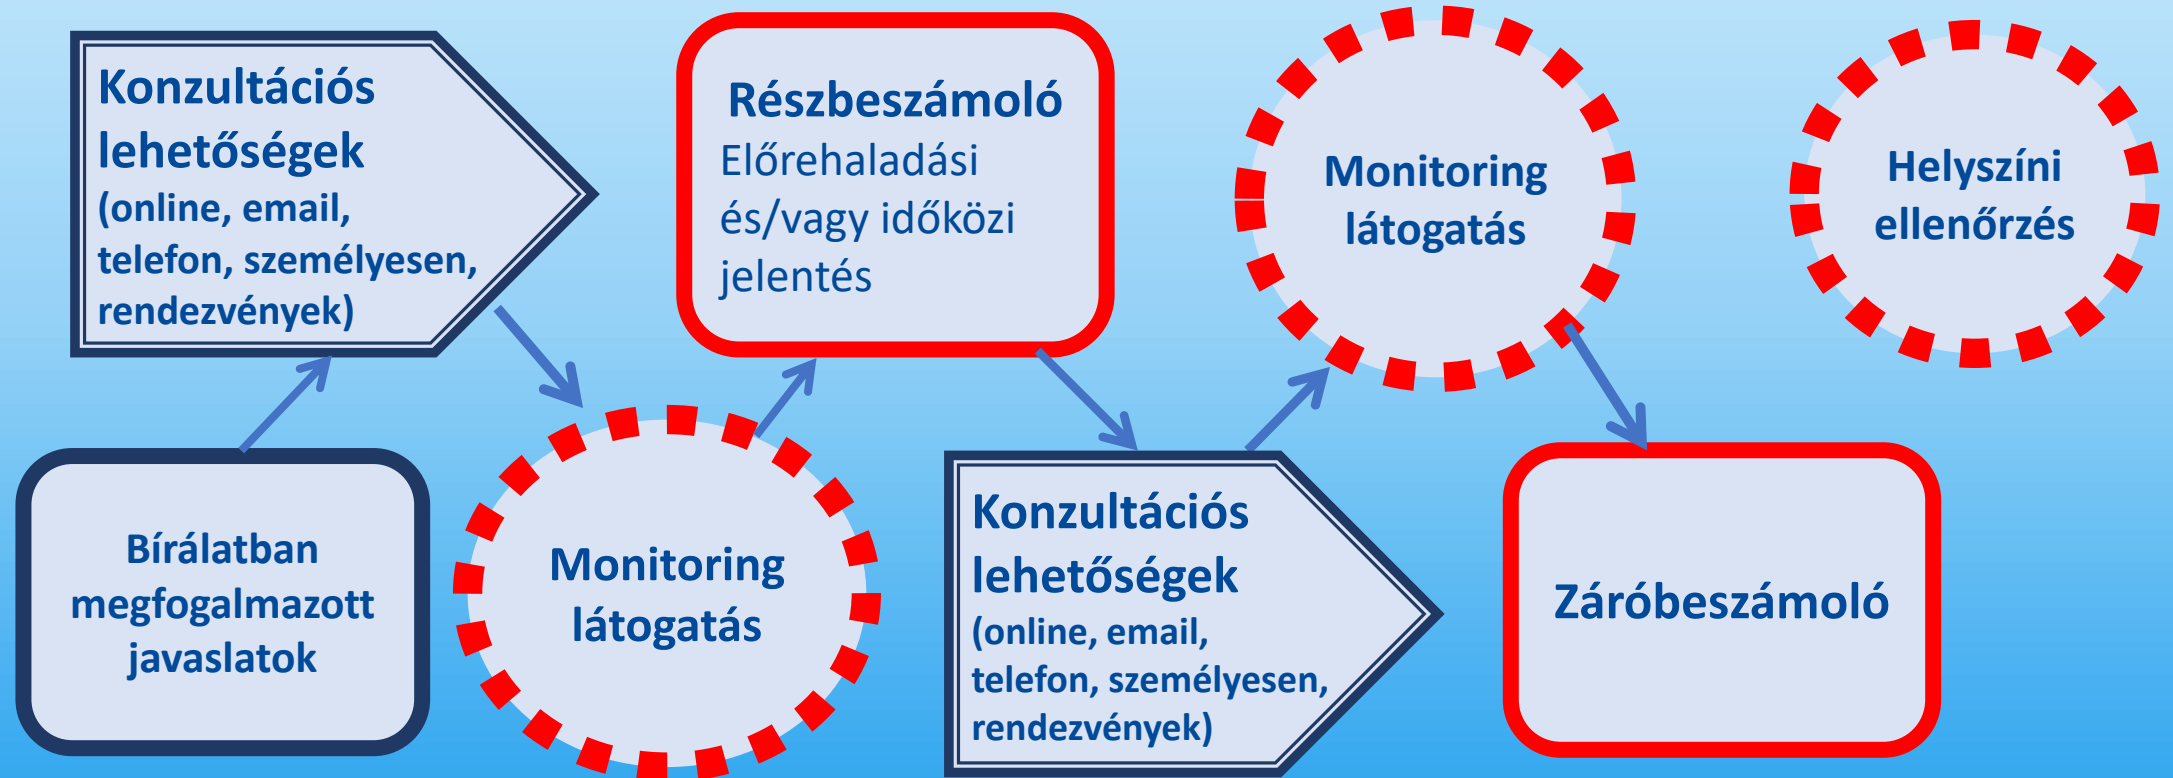 Konzultációs
lehetőségek
(online, email,
telefon, személyesen,
rendezvények)
Részbeszámoló
Előrehaladási
és/vagy időközi
jelentés
Monitoring
látogatás
Helyszíni
ellenőrzés
Bírálatban
megfogalmazott
javaslatok
Monitoring
látogatás
Konzultációs
lehetőségek
(online, email,
telefon, személyesen,
rendezvények)
Záróbeszámoló